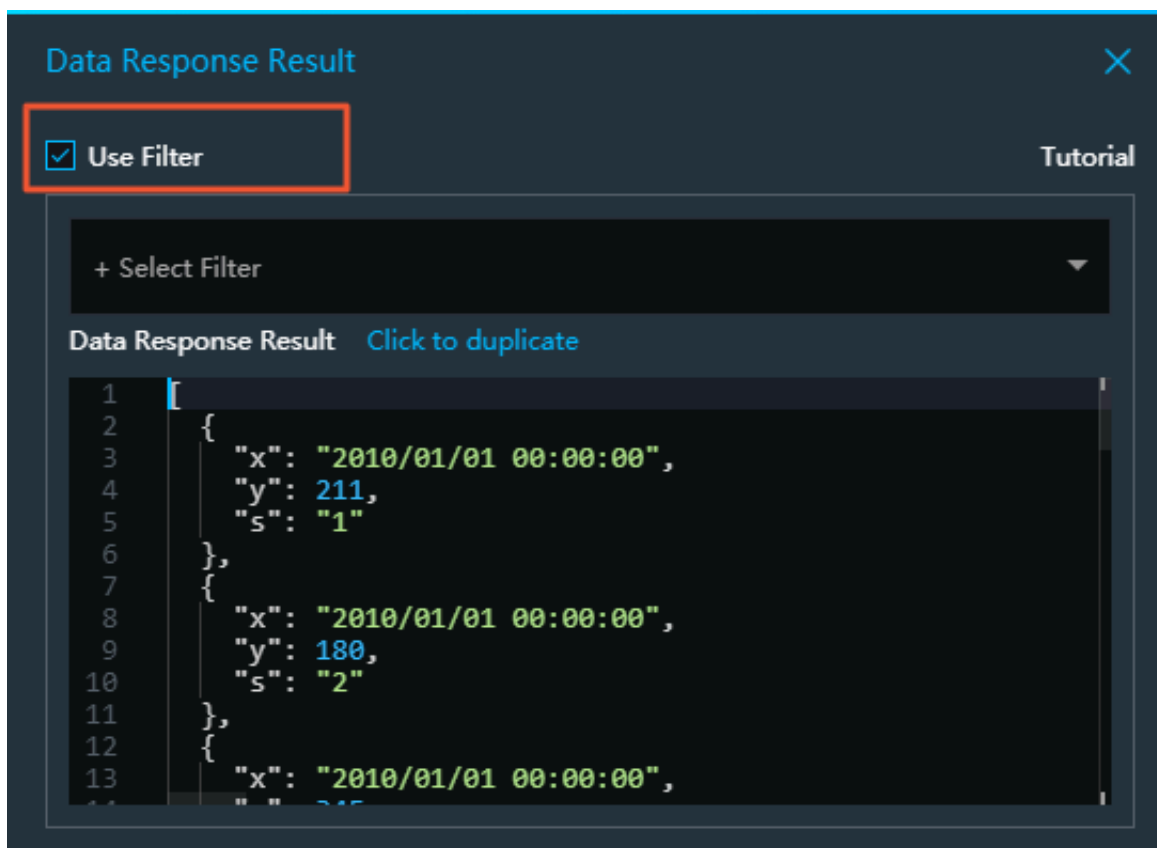 Data Response Result
Use Filter
Tutorial
+ Select Filter
Data Response Result Click to duplicate
1 [
2 {
3 "x": "2010/01/01 00:00:00",
4 "y": 211,
5 "s": "1"
6 },
7 {
8 "x": "2010/01/01 00:00:00",
9 "y": 180,
10 "s": "2"
11 },
12 {
13 "x": "2010/01/01 00:00:00",